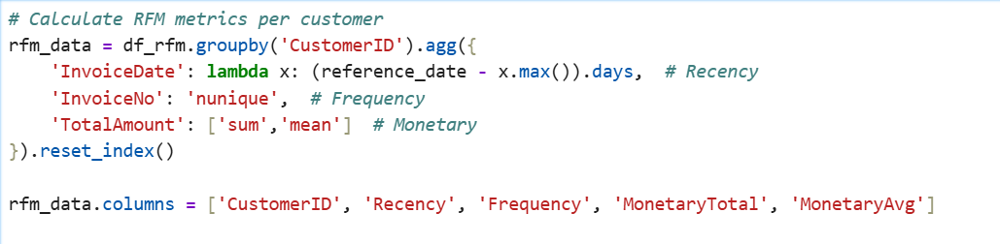 # Calculate RFM metrics per customer
rfm_data = df_rfm.groupby('CustomerID').agg({
    'InvoiceDate': lambda x: (reference_date - x.max()).days,  # Recency
    'InvoiceNo': 'nunique',  # Frequency
    'TotalAmount': ['sum','mean']  # Monetary
}).reset_index()

rfm_data.columns = ['CustomerID', 'Recency', 'Frequency', 'MonetaryTotal', 'MonetaryAvg']